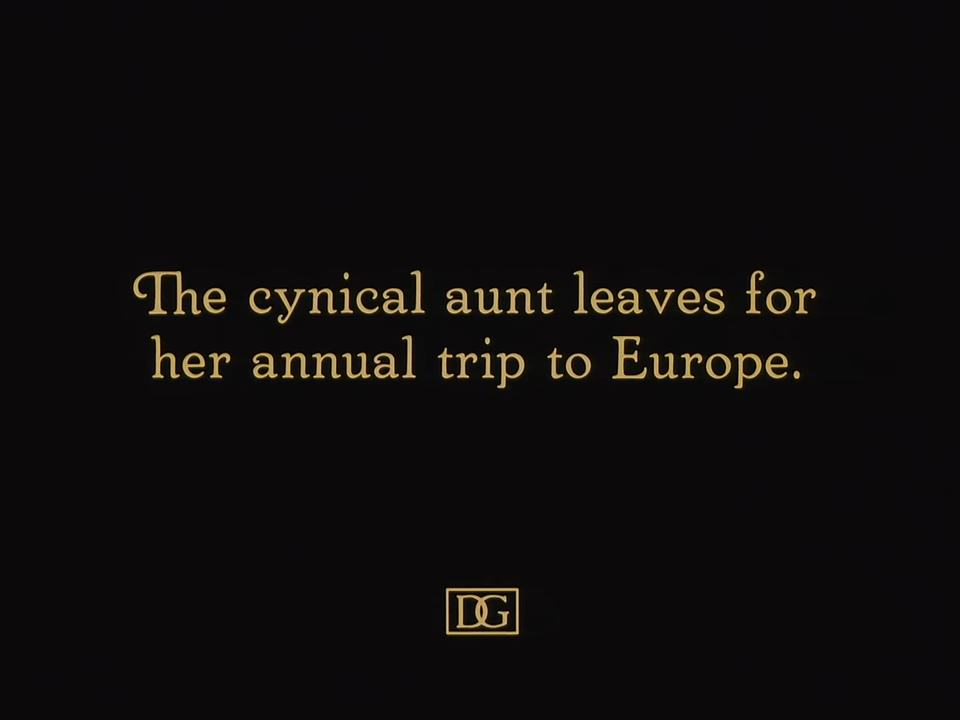 The cynical aunt leaves for
her annual trip to Europe.
DG